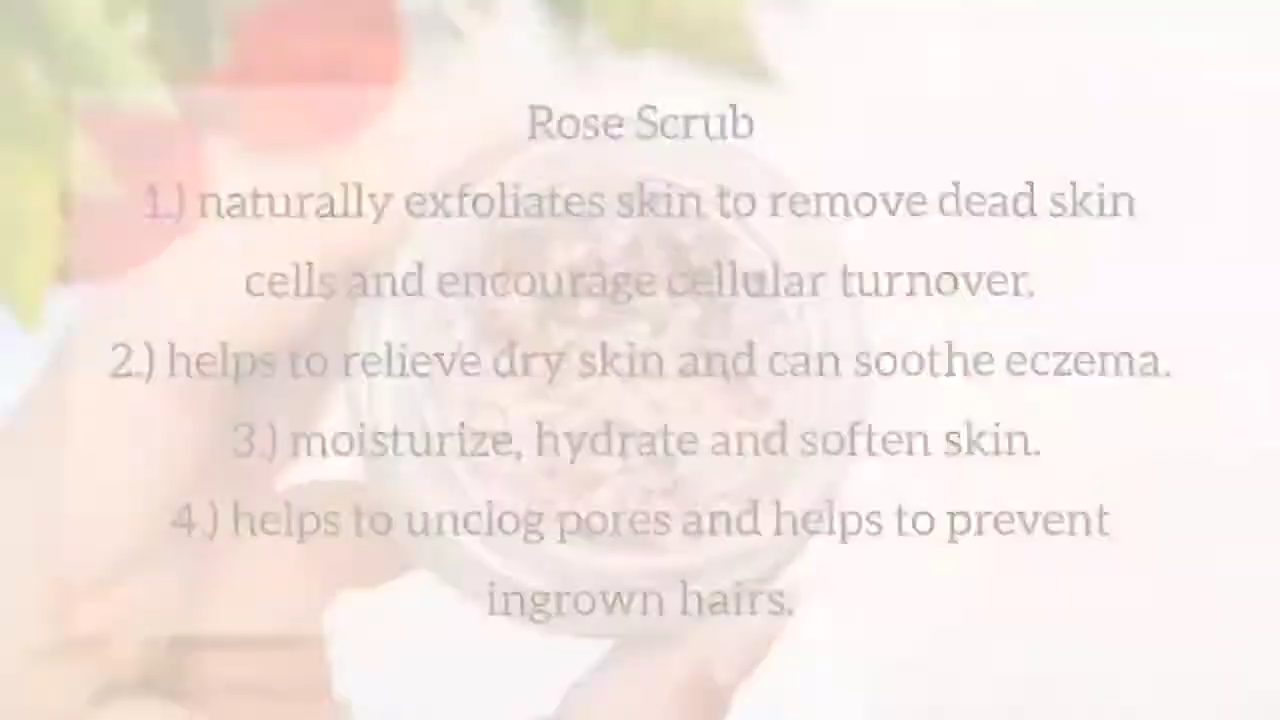 Rose Scrub
1.) naturally exfoliates skin to remove dead skin
cells and encourage cellular turnover.
2.) helps to relieve dry skin and can soothe eczema.
3.) moisturize, hydrate and soften skin.
4.) helps to unclog pores and helps to prevent
ingrown hairs.